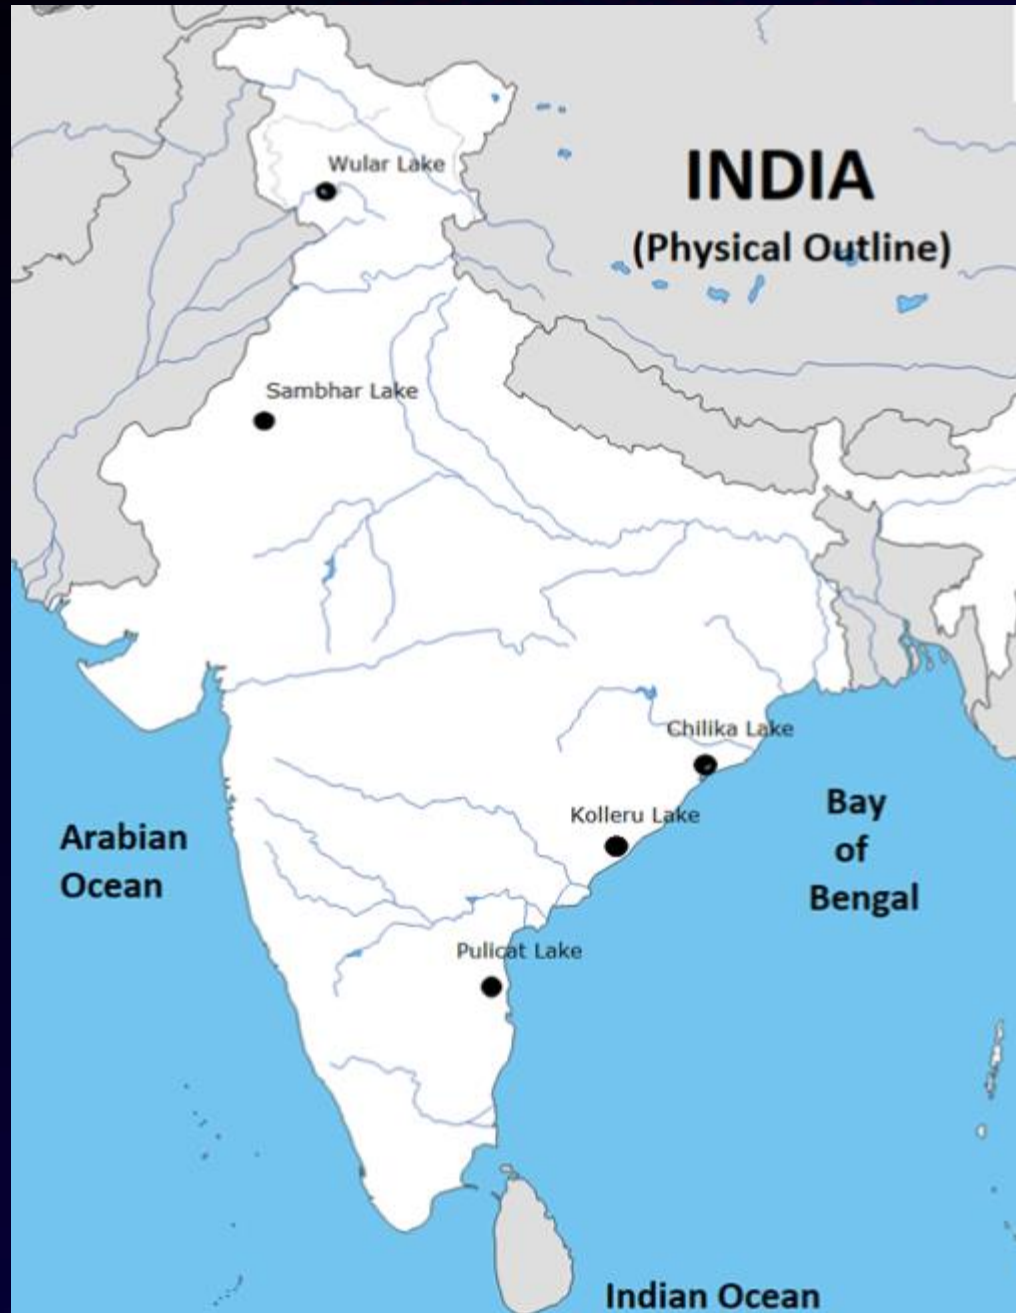 Wular Lake
INDIA
(Physical Outline)
Sambhar Lake
Chilika Lake
Kolleru Lake
Bay
of
Bengal
Arabian
Ocean
Pulicat Lake
Indian Ocean